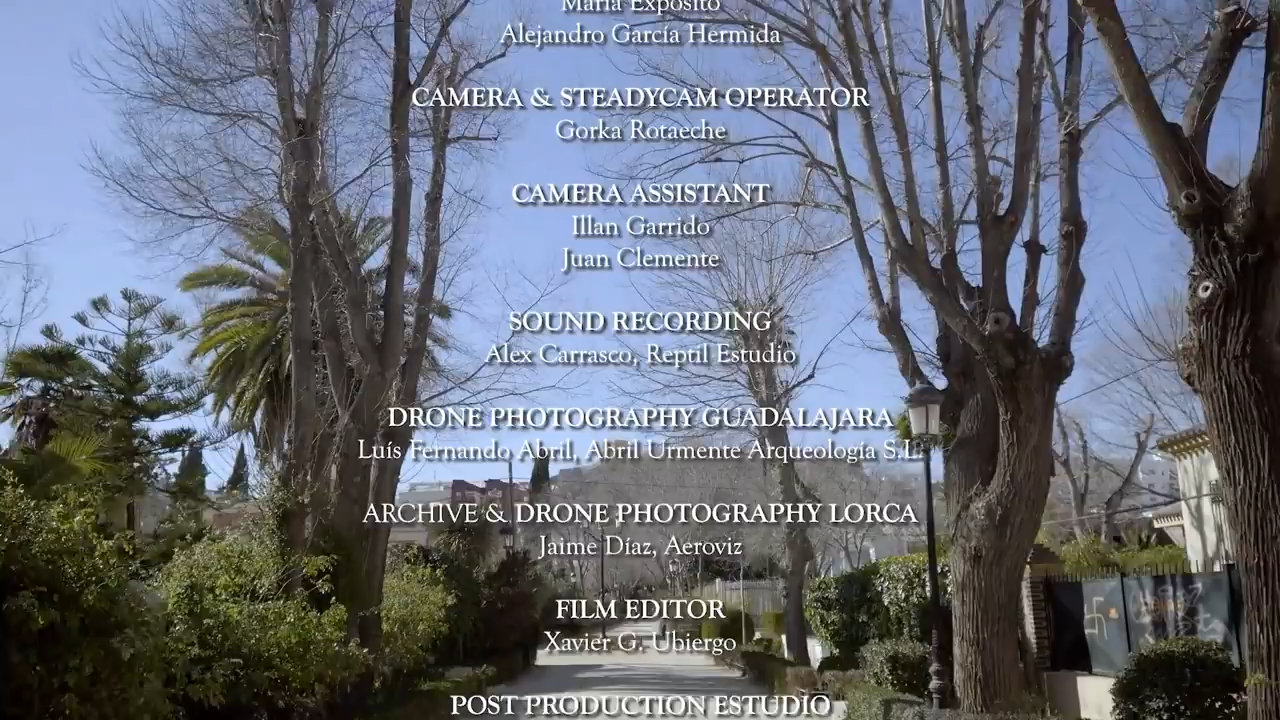 María Expósito
Alejandro García Hermida
CAMERA & STEADYCAM OPERATOR
Gorka Rotaeche
CAMERA ASSISTANT
Illan Garrido
Juan Clemente
SOUND RECORDING
Alex Carrasco, Reptil Estudio
DRONE PHOTOGRAPHY GUADALAJARA
Luís Fernando Abril, Abril Urmente Arqueología S.L.
ARCHIVE & DRONE PHOTOGRAPHY LORCA
Jaime Díaz, Aeroviz
FILM EDITOR
Xavier G. Ubiergo
POST PRODUCTION ESTUDIO